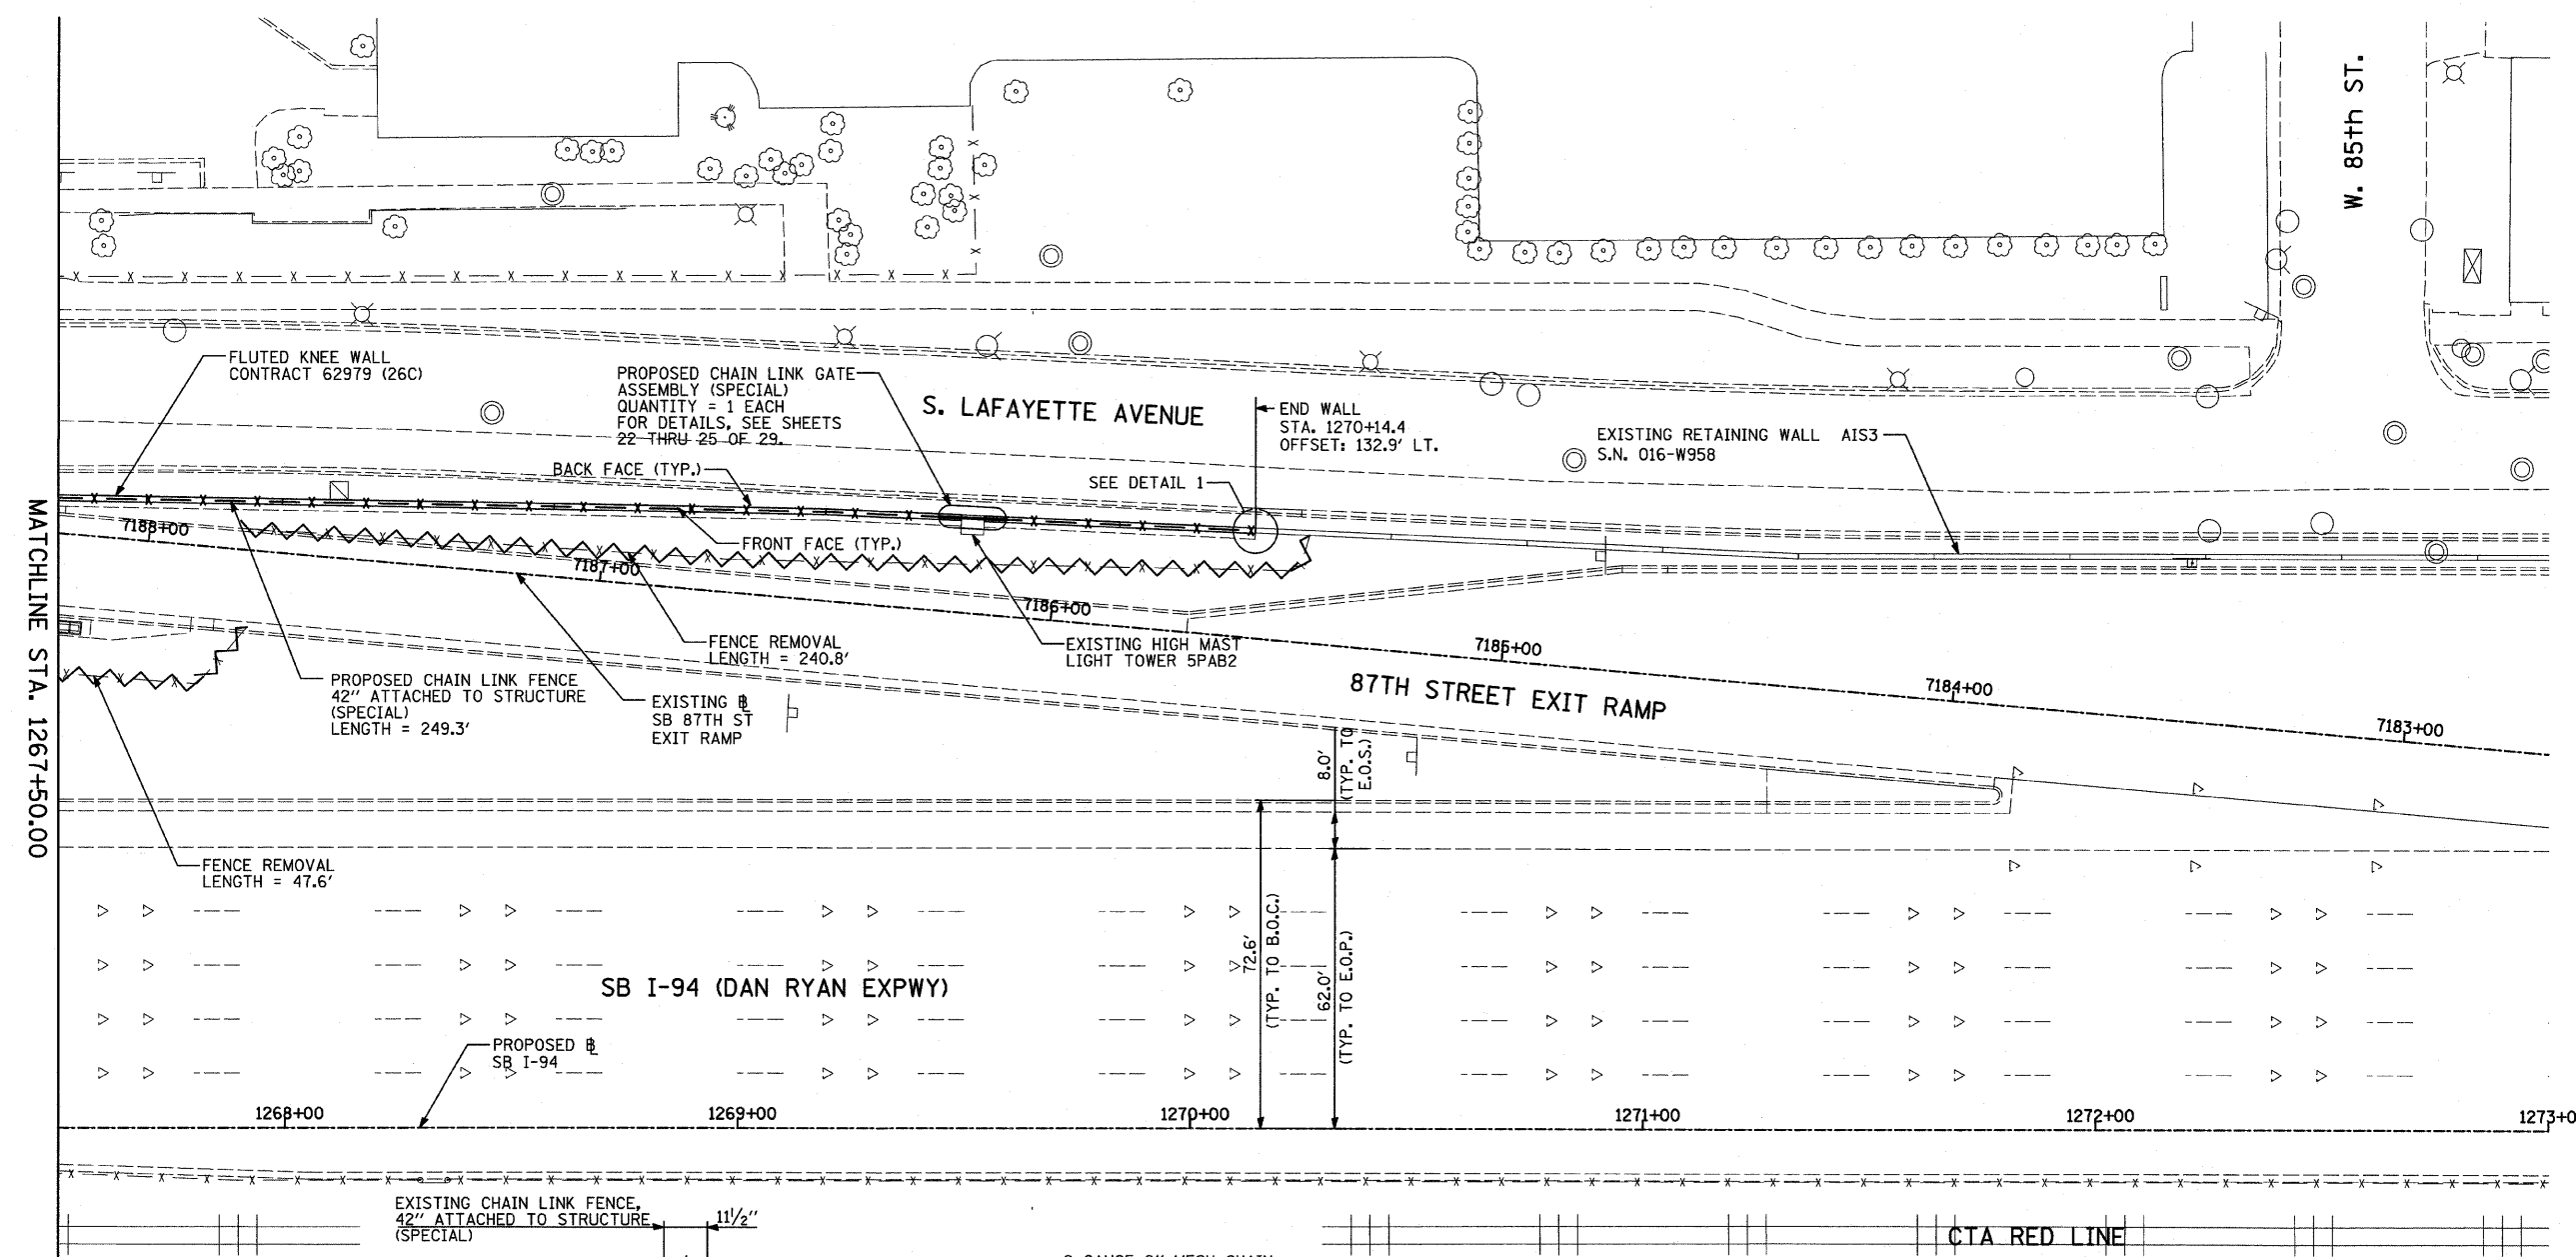 W. 85th ST.
FLUTED KNEE WALL
CONTRACT 62979 (26C)
PROPOSED CHAIN LINK GATE
ASSEMBLY (SPECIAL)
QUANTITY = 1 EACH
FOR DETAILS, SEE SHEETS
22 THRU 25 OF 29.
S. LAFAYETTE AVENUE
END WALL
STA. 1270+14.4
OFFSET: 132.9' LT.
EXISTING RETAINING WALL AIS3
S.N. 016-W958
BACK FACE (TYP.)
SEE DETAIL 1
MATCHLINE STA. 1267+50.00
7188+00
FRONT FACE (TYP.)
7187+00
7186+00
7185+00
7184+00
7183+00
FENCE REMOVAL
LENGTH = 240.8'
EXISTING HIGH MAST
LIGHT TOWER 5PAB2
PROPOSED CHAIN LINK FENCE
42" ATTACHED TO STRUCTURE
(SPECIAL)
LENGTH = 249.3'
EXISTING ℄
SB 87TH ST
EXIT RAMP
87TH STREET EXIT RAMP
8.0'
(TYP. TO
E.O.S.)
FENCE REMOVAL
LENGTH = 47.6'
72.6'
(TYP. TO B.O.C.)
62.0'
(TYP. TO E.O.P.)
SB I-94 (DAN RYAN EXPWY)
PROPOSED ℄
SB I-94
1268+00
1269+00
1270+00
1271+00
1272+00
1273+0
EXISTING CHAIN LINK FENCE,
42" ATTACHED TO STRUCTURE
(SPECIAL)
11½"
CTA RED LINE